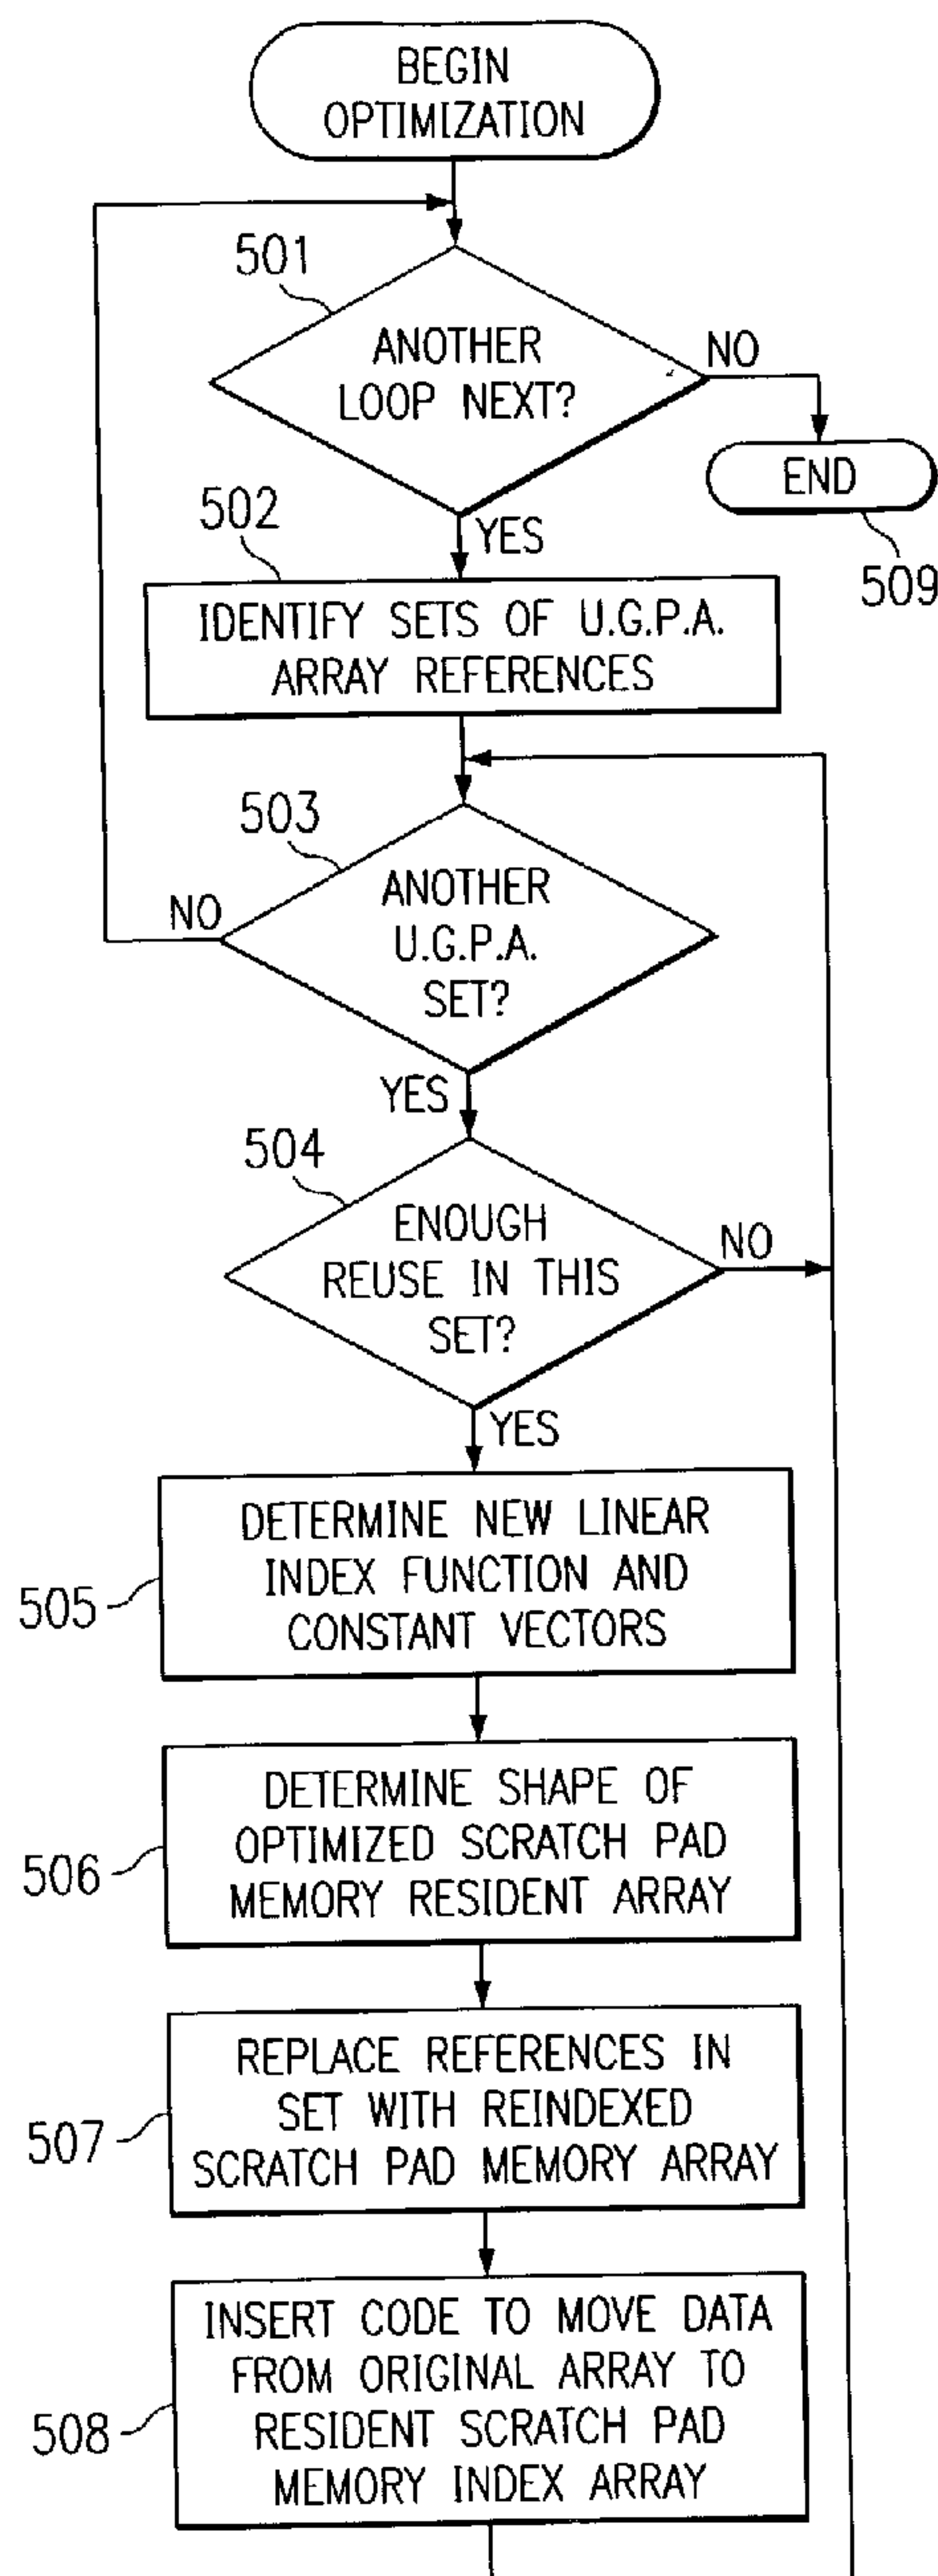 BEGIN
OPTIMIZATION
501
ANOTHER
LOOP NEXT?
NO
END
509
YES
502
IDENTIFY SETS OF U.G.P.A.
ARRAY REFERENCES
503
ANOTHER
U.G.P.A.
SET?
NO
YES
504
ENOUGH
REUSE IN THIS
SET?
NO
YES
505
DETERMINE NEW LINEAR
INDEX FUNCTION AND
CONSTANT VECTORS
506
DETERMINE SHAPE OF
OPTIMIZED SCRATCH PAD
MEMORY RESIDENT ARRAY
507
REPLACE REFERENCES IN
SET WITH REINDEXED
SCRATCH PAD MEMORY ARRAY
508
INSERT CODE TO MOVE DATA
FROM ORIGINAL ARRAY TO
RESIDENT SCRATCH PAD
MEMORY INDEX ARRAY